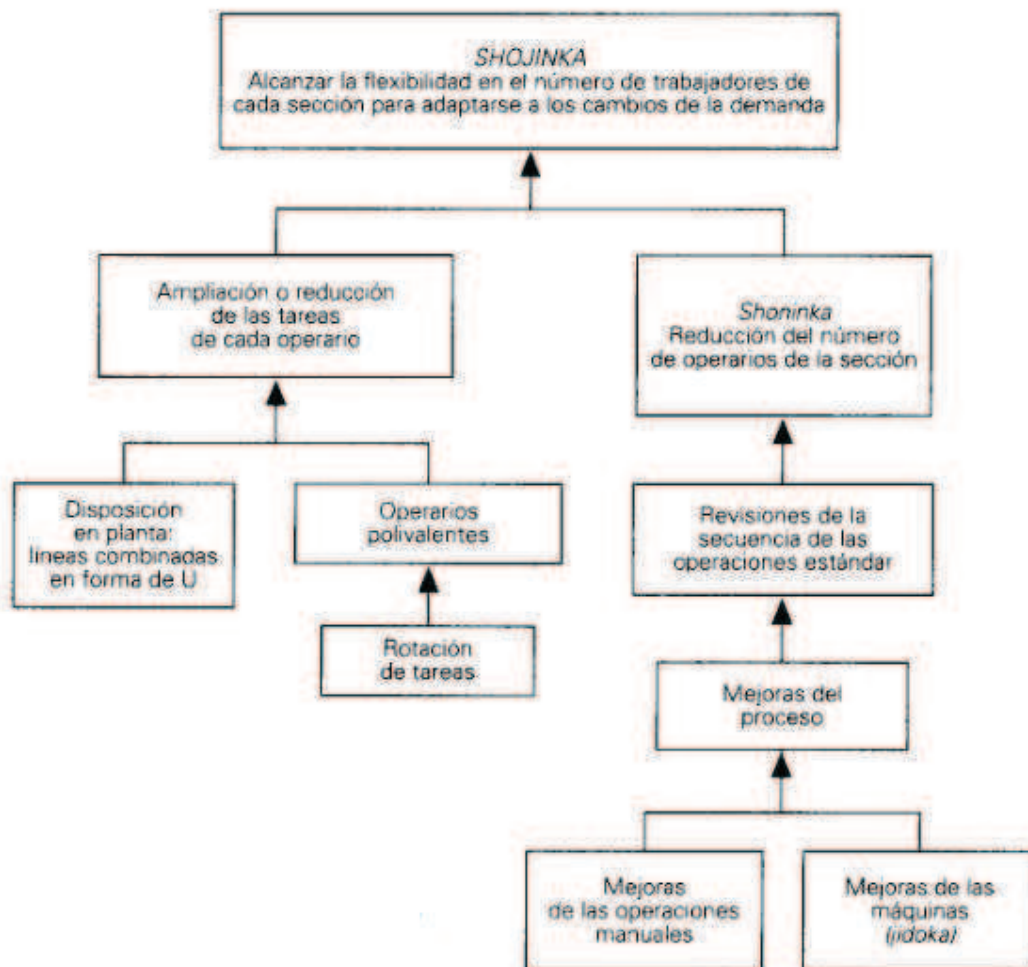 SHOJINKA
Alcanzar la flexibilidad en el número de trabajadores de
cada sección para adaptarse a los cambios de la demanda
Ampliación o reducción
de las tareas
de cada operario
Shoninka
Reducción del número
de operarios de la sección
Disposición
en planta:
líneas combinadas
en forma de U
Operarios
polivalentes
Revisiones de la
secuencia de las
operaciones estándar
Rotación
de tareas
Mejoras del
proceso
Mejoras
de las operaciones
manuales
Mejoras de las
máquinas
(jidoka)